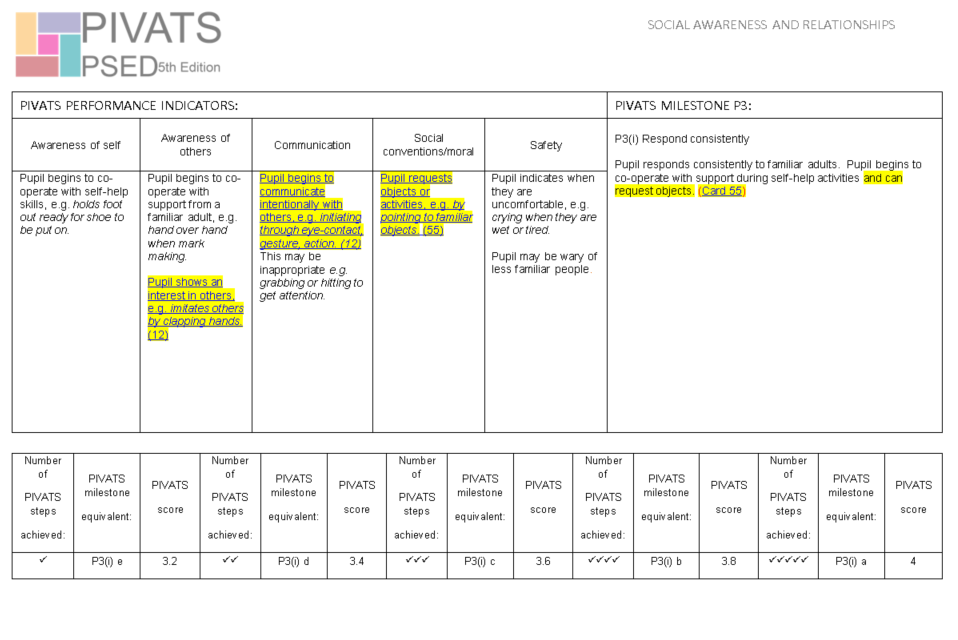 PIVATS
PSED 5th Edition
SOCIAL AWARENESS AND RELATIONSHIPS
PIVATS PERFORMANCE INDICATORS:
PIVATS MILESTONE P3:
Awareness of self
Awareness of
others
Communication
Social
conventions/moral
Safety
P3(i) Respond consistently
Pupil responds consistently to familiar adults.  Pupil begins to
co-operate with support during self-help activities and can
request objects. (Card 55)
Pupil begins to co-
operate with self-help
skills, e.g. holds foot
out ready for shoe to
be put on.
Pupil begins to co-
operate with
support from a
familiar adult, e.g.
hand over hand
when mark
making.
Pupil shows an
interest in others,
e.g. imitates others
by clapping hands.
(12)
Pupil begins to
communicate
intentionally with
others, e.g. Initiating
through eye-contact,
gesture, action. (12)
This may be
inappropriate e.g.
grabbing or hitting to
get attention.
Pupil requests
objects or
activities, e.g. by
pointing to familiar
objects. (55)
Pupil indicates when
they are
uncomfortable, e.g.
crying when they are
wet or tired.
Pupil may be wary of
less familiar people.
Number
of
PIVATS
steps
achieved:
PIVATS
milestone
equivalent:
PIVATS
score
Number
of
PIVATS
steps
achieved:
PIVATS
milestone
equivalent:
PIVATS
score
Number
of
PIVATS
steps
achieved:
PIVATS
milestone
equivalent:
PIVATS
score
Number
of
PIVATS
steps
achieved:
PIVATS
milestone
equivalent:
PIVATS
score
Number
of
PIVATS
steps
achieved:
PIVATS
milestone
equivalent:
PIVATS
score
✓ P3(i) e 3.2 ✓✓ P3(i) d 3.4 ✓✓✓ P3(i) c 3.6 ✓✓✓✓ P3(i) b 3.8 ✓✓✓✓✓ P3(i) a 4